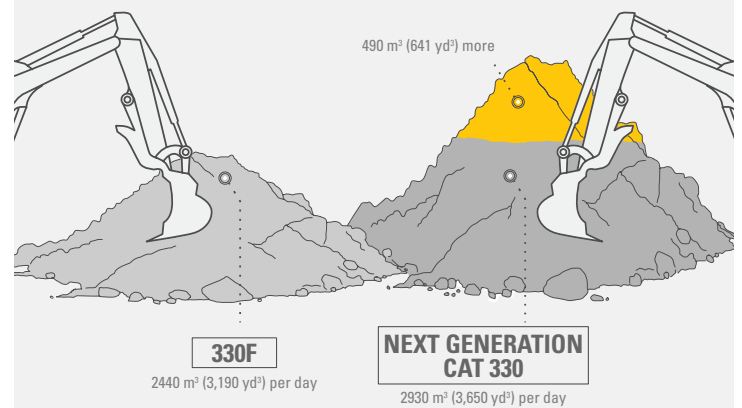 490 m³ (641 yd³) more
330F
2440 m³ (3,190 yd³) per day
NEXT GENERATION
CAT 330
2930 m³ (3,650 yd³) per day